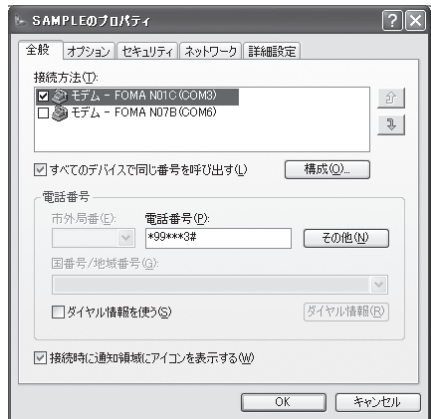 SAMPLEのプロパティ
全般 オプション セキュリティ ネットワーク 詳細設定
接続方法(T):
モデム - FOMA N01C(COM3)
モデム - FOMA N07B(COM6)
すべてのデバイスで同じ番号を呼び出す(L) 構成(O)...
電話番号
市外局番(E): 電話番号(P):
*99***3# その他(N)
国番号/地域番号(G):
ダイヤル情報を使う(S) ダイヤル情報(R)
接続時に通知領域にアイコンを表示する(W)
OK キャンセル